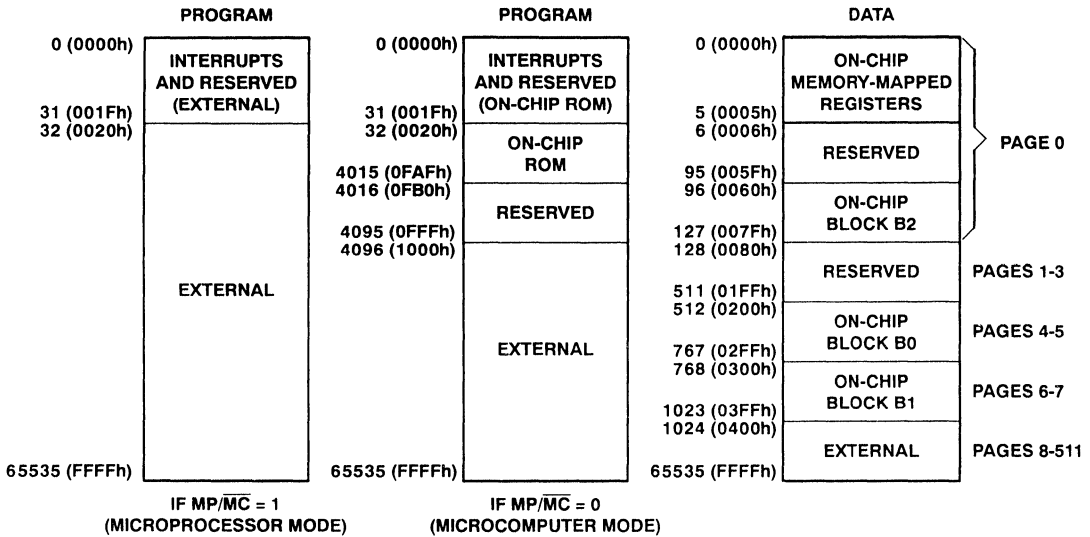 PROGRAM
0 (0000h)
INTERRUPTS
AND RESERVED
(EXTERNAL)
31 (001Fh)
32 (0020h)
EXTERNAL
65535 (FFFFh)
IF MP/M̅C̅ = 1
(MICROPROCESSOR MODE)
PROGRAM
0 (0000h)
INTERRUPTS
AND RESERVED
(ON-CHIP ROM)
31 (001Fh)
32 (0020h)
ON-CHIP
ROM
4015 (0FAFh)
4016 (0FB0h)
RESERVED
4095 (0FFFh)
4096 (1000h)
EXTERNAL
65535 (FFFFh)
IF MP/M̅C̅ = 0
(MICROCOMPUTER MODE)
DATA
0 (0000h)
ON-CHIP
MEMORY-MAPPED
REGISTERS
5 (0005h)
6 (0006h)
RESERVED
PAGE 0
95 (005Fh)
96 (0060h)
ON-CHIP
BLOCK B2
127 (007Fh)
128 (0080h)
RESERVED
PAGES 1-3
511 (01FFh)
512 (0200h)
ON-CHIP
BLOCK B0
PAGES 4-5
767 (02FFh)
768 (0300h)
ON-CHIP
BLOCK B1
PAGES 6-7
1023 (03FFh)
1024 (0400h)
EXTERNAL
PAGES 8-511
65535 (FFFFh)